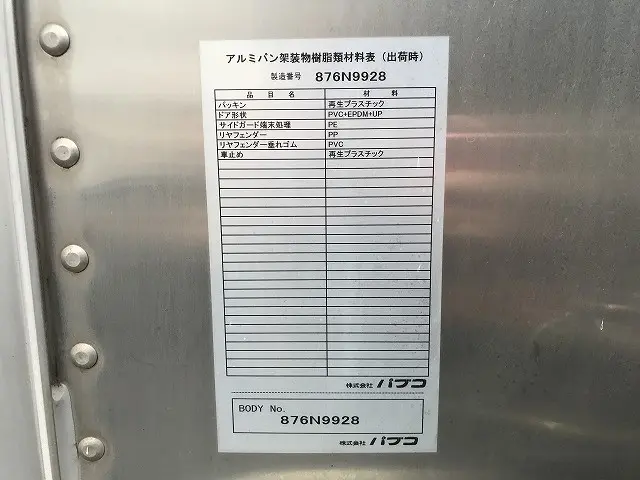 アルミバン架装物樹脂類材料表（出荷時）
製造番号 876N9928
品目名 材料
パッキン 再生プラスチック
ドア形状 PVC+EPDM+UP
サイドガード端末処理 PE
リヤフェンダー PP
リヤフェンダー垂れゴム PVC
車止め 再生プラスチック
株式会社 パブコ
BODY No.
876N9928
株式会社 パブコ